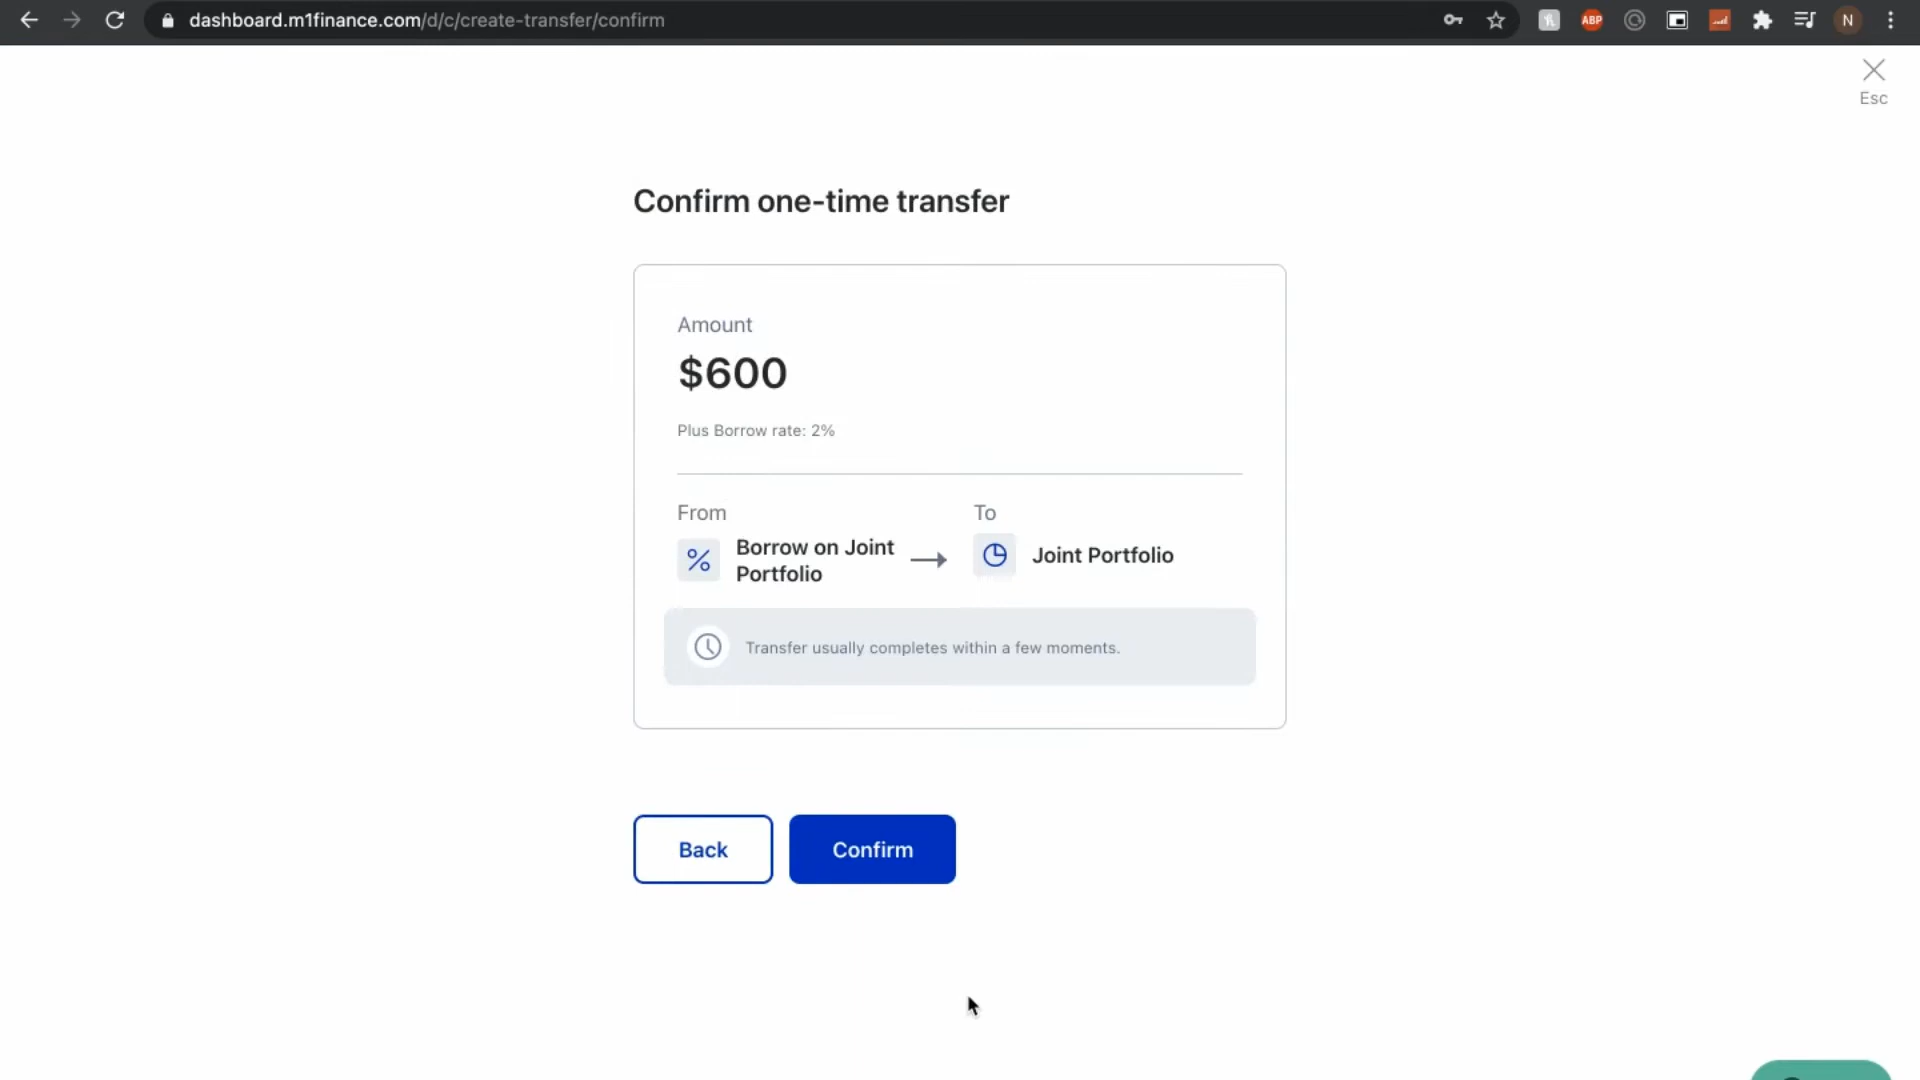 dashboard.m1finance.com/d/c/create-transfer/confirm
ABP
N
Esc
Confirm one-time transfer
Amount
$600
Plus Borrow rate: 2%
From
To
Borrow on Joint
Portfolio
Joint Portfolio
Transfer usually completes within a few moments.
Back
Confirm